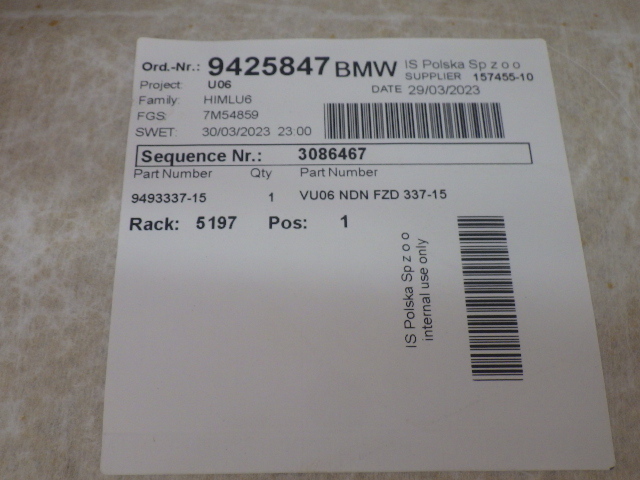 Ord.-Nr.: 9425847 BMW IS Polska Sp z o o
SUPPLIER 157455-10
Project: U06 DATE 29/03/2023
Family: HIMLU6
FGS: 7M54859
SWET: 30/03/2023 23:00
Sequence Nr.: 3086467
Part Number Qty Part Number
9493337-15 1 VU06 NDN FZD 337-15
Rack: 5197 Pos: 1
IS Polska Sp z o o
internal use only